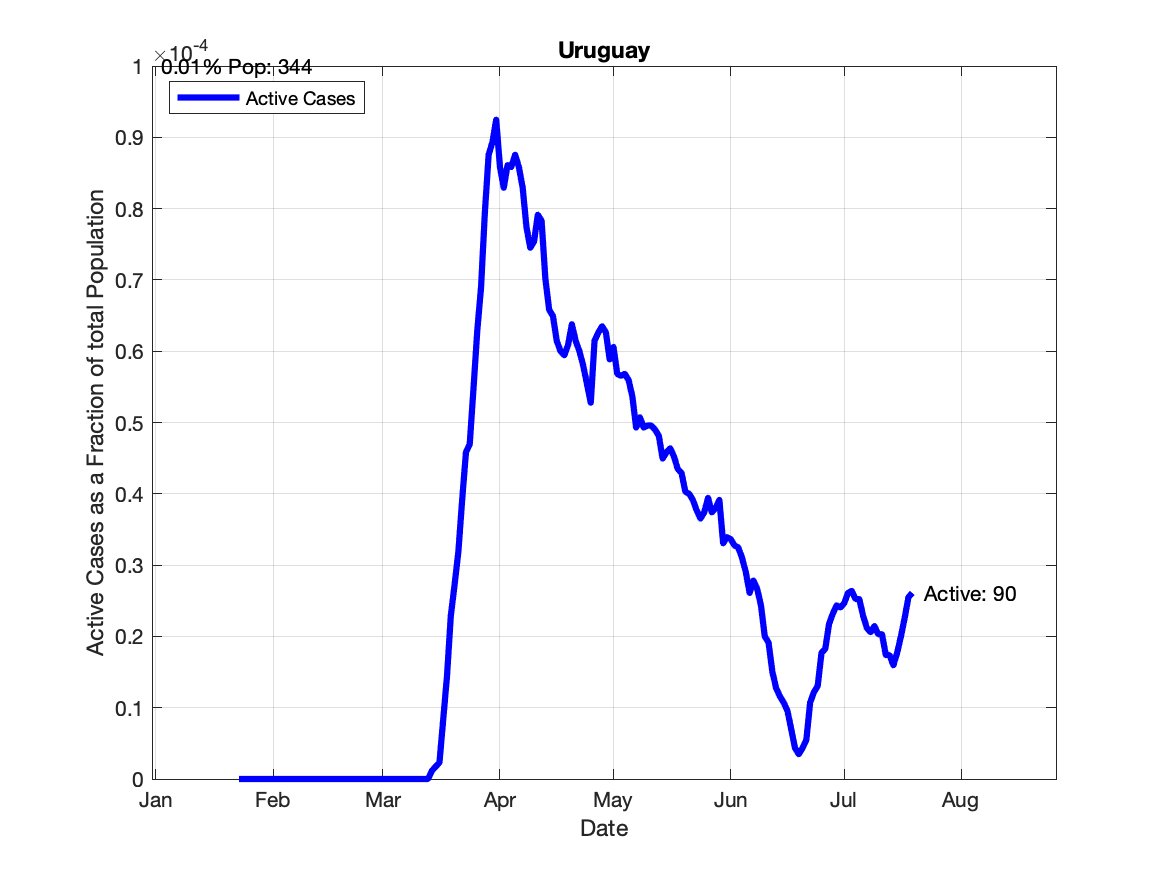 Uruguay
×10-4
0.01% Pop: 344
Active Cases
1
0.9
0.8
0.7
0.6
0.5
0.4
0.3
0.2
0.1
0
Active Cases as a Fraction of total Population
Active: 90
Jan Feb Mar Apr May Jun Jul Aug
Date